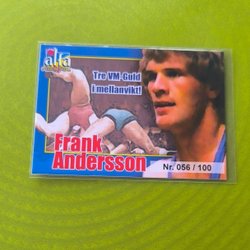 alfa
Tre VM-Guld
i mellanvikt!
Frank
Andersson
Nr. 056 / 100